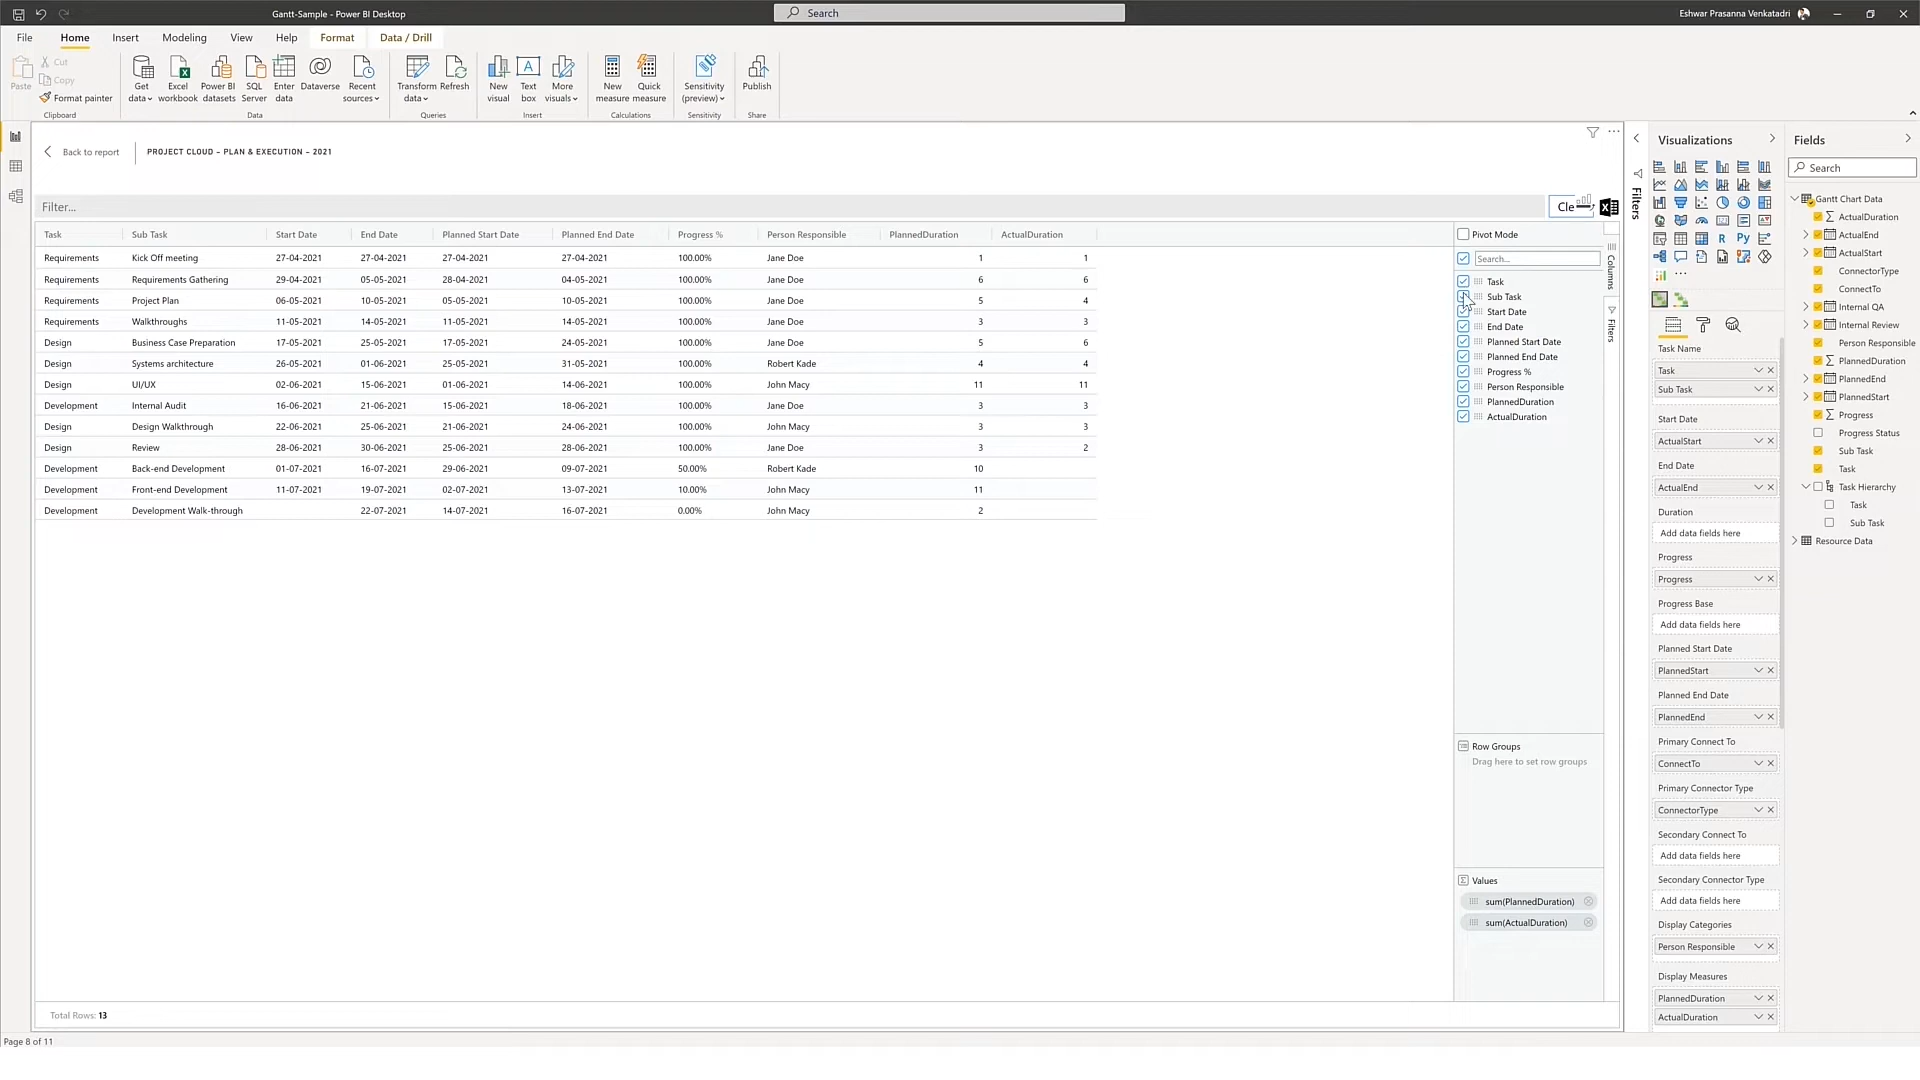 Gantt-Sample - Power BI Desktop
Search
Eshwar Prasanna Venkatadri
File Home Insert Modeling View Help Format Data / Drill
Paste
Cut
Copy
Format painter
Clipboard
Get data
Excel workbook
Power BI datasets
SQL Server
Enter data
Dataverse
Recent sources
Data
Transform data
Refresh
Queries
New visual
Text box
More visuals
Insert
New measure
Quick measure
Calculations
Sensitivity (preview)
Sensitivity
Publish
Share
Back to report
PROJECT CLOUD – PLAN & EXECUTION – 2021
Filter...
Cle
Task Sub Task Start Date End Date Planned Start Date Planned End Date Progress % Person Responsible PlannedDuration ActualDuration
Requirements Kick Off meeting 27-04-2021 27-04-2021 27-04-2021 27-04-2021 100.00% Jane Doe 1 1
Requirements Requirements Gathering 29-04-2021 05-05-2021 28-04-2021 04-05-2021 100.00% Jane Doe 6 6
Requirements Project Plan 06-05-2021 10-05-2021 05-05-2021 10-05-2021 100.00% Jane Doe 5 4
Requirements Walkthroughs 11-05-2021 14-05-2021 11-05-2021 14-05-2021 100.00% Jane Doe 3 3
Design Business Case Preparation 17-05-2021 25-05-2021 17-05-2021 24-05-2021 100.00% Jane Doe 5 6
Design Systems architecture 26-05-2021 01-06-2021 25-05-2021 31-05-2021 100.00% Robert Kade 4 4
Design UI/UX 02-06-2021 15-06-2021 01-06-2021 14-06-2021 100.00% John Macy 11 11
Development Internal Audit 16-06-2021 21-06-2021 15-06-2021 18-06-2021 100.00% Jane Doe 3 3
Design Design Walkthrough 22-06-2021 25-06-2021 21-06-2021 24-06-2021 100.00% John Macy 3 3
Design Review 28-06-2021 30-06-2021 25-06-2021 28-06-2021 100.00% Jane Doe 3 2
Development Back-end Development 01-07-2021 16-07-2021 29-06-2021 09-07-2021 50.00% Robert Kade 10
Development Front-end Development 11-07-2021 19-07-2021 02-07-2021 13-07-2021 10.00% John Macy 11
Development Development Walk-through 22-07-2021 14-07-2021 16-07-2021 0.00% John Macy 2
Total Rows: 13
Page 8 of 11
Pivot Mode
Search...
Task
Sub Task
Start Date
End Date
Planned Start Date
Planned End Date
Progress %
Person Responsible
PlannedDuration
ActualDuration
Row Groups
Drag here to set row groups
Values
sum(PlannedDuration)
sum(ActualDuration)
Columns
Filters
Filters
Visualizations
R
Py
Task Name
Task
Sub Task
Start Date
ActualStart
End Date
ActualEnd
Duration
Add data fields here
Progress
Progress
Progress Base
Add data fields here
Planned Start Date
PlannedStart
Planned End Date
PlannedEnd
Primary Connect To
ConnectTo
Primary Connector Type
ConnectorType
Secondary Connect To
Add data fields here
Secondary Connector Type
Add data fields here
Display Categories
Person Responsible
Display Measures
PlannedDuration
ActualDuration
Fields
Search
Gantt Chart Data
ActualDuration
ActualEnd
ActualStart
ConnectorType
ConnectTo
Internal QA
Internal Review
Person Responsible
PlannedDuration
PlannedEnd
PlannedStart
Progress
Progress Status
Sub Task
Task
Task Hierarchy
Task
Sub Task
Resource Data